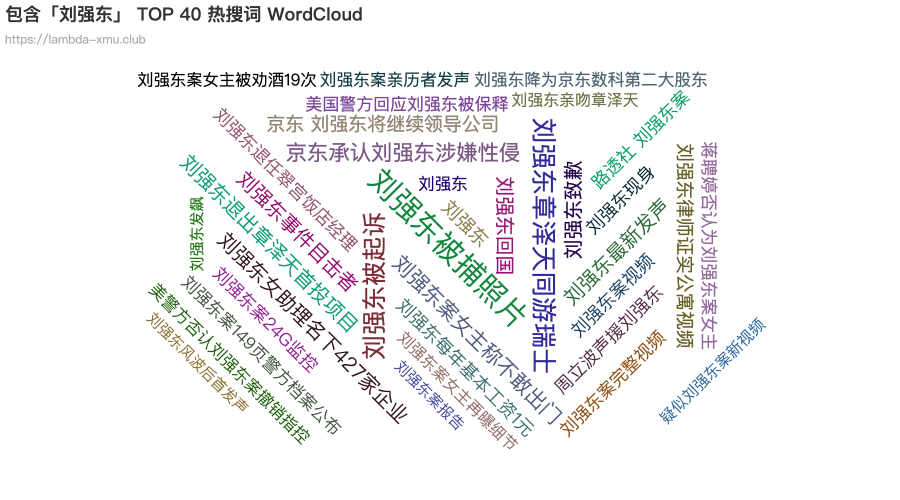 包含「刘强东」 TOP 40 热搜词 WordCloud
https://lambda-xmu.club
刘强东案女主被劝酒19次
刘强东案亲历者发声
刘强东降为京东数科第二大股东
美国警方回应刘强东被保释
刘强东亲吻章泽天
京东 刘强东将继续领导公司
京东承认刘强东涉嫌性侵
刘强东退任翠宫饭店经理
刘强东退出章泽天首投项目
刘强东事件目击者
刘强东被捕照片
刘强东
刘强东
刘强东回国
刘强东章泽天同游瑞士
刘强东致歉
路透社 刘强东案
刘强东现身
刘强东最新发声
刘强东律师证实公寓视频
蒋聘婷否认为刘强东案女主
刘强东发飙
刘强东被起诉
刘强东女助理名下427家企业
刘强东案24G监控
刘强东案149页警方档案公布
美警方否认刘强东案撤销指控
刘强东风波后首发声
刘强东案女主称不敢出门
刘强东每年基本工资1元
刘强东案女主再曝细节
刘强东案报告
刘强东案视频
周立波声援刘强东
刘强东案完整视频
疑似刘强东案新视频